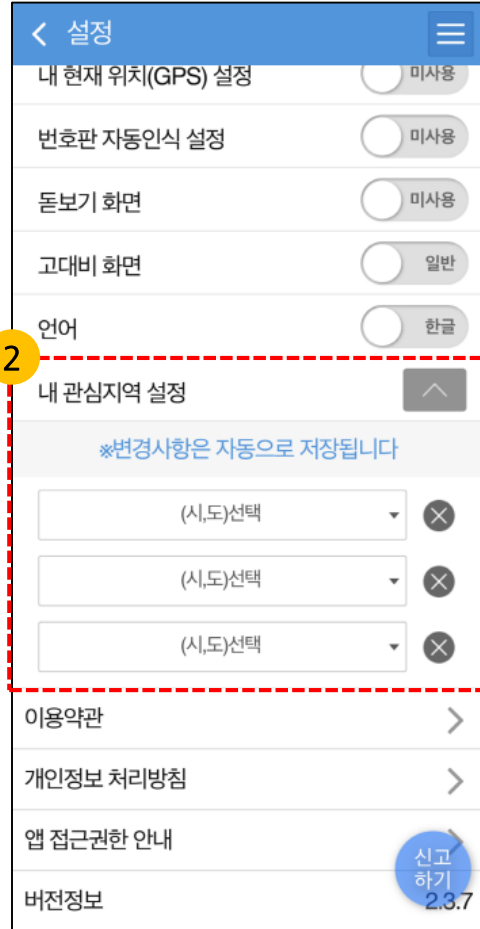 설정
내 현재 위치(GPS) 설정 미사용
번호판 자동인식 설정 미사용
돋보기 화면 미사용
고대비 화면 일반
언어 한글
2
내 관심지역 설정
※변경사항은 자동으로 저장됩니다
(시,도)선택
(시,도)선택
(시,도)선택
이용약관
개인정보 처리방침
앱 접근권한 안내
신고
하기
버전정보 2.3.7